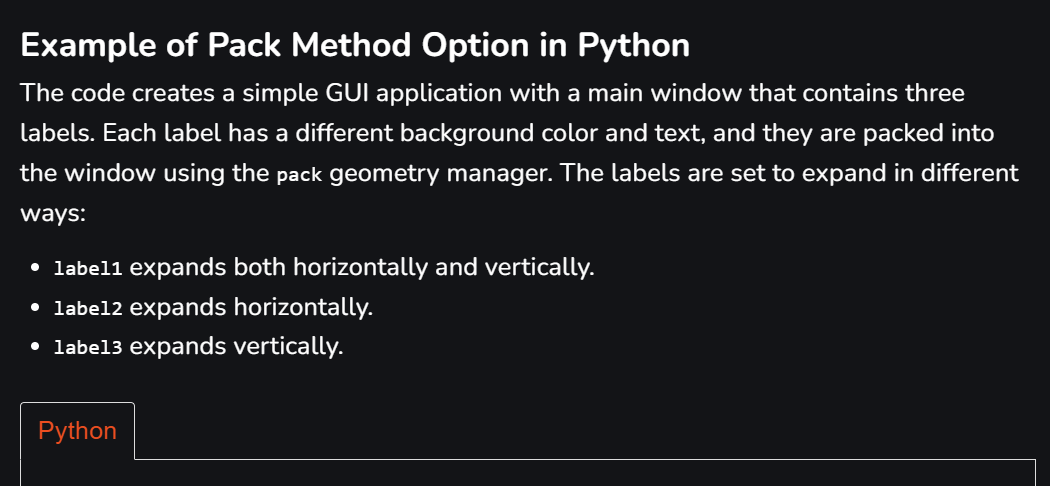 Example of Pack Method Option in Python
The code creates a simple GUI application with a main window that contains three
labels. Each label has a different background color and text, and they are packed into
the window using the pack geometry manager. The labels are set to expand in different
ways:
• label1 expands both horizontally and vertically.
• label2 expands horizontally.
• label3 expands vertically.
Python